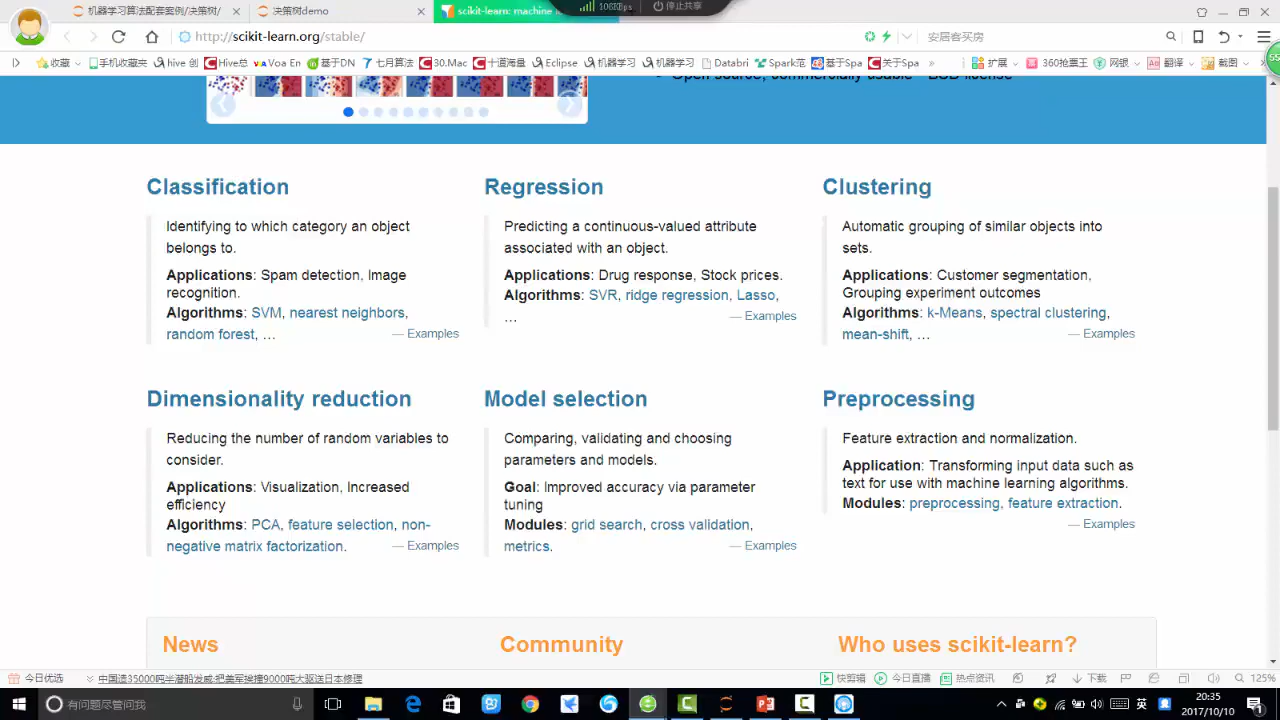 机器学习算法配套案例/决策树/ × 决策树demo × scikit-learn: machine l
106Kbps 停止共享
http://scikit-learn.org/stable/ 安居客买房
收藏 手机收藏夹 hive 创 Hive总 Voa En 基于DN 七月算法 30.Mac 十道海量 Eclipse 机器学习 机器学习 Databri Spark范 基于Spa 关于Spa » 扩展 360抢票王 网银 翻译 截图
Open source, commercially usable - BSD license
Classification Regression Clustering
Identifying to which category an object Predicting a continuous-valued attribute Automatic grouping of similar objects into
belongs to. associated with an object. sets.
Applications: Spam detection, Image Applications: Drug response, Stock prices. Applications: Customer segmentation,
recognition. Algorithms: SVR, ridge regression, Lasso, Grouping experiment outcomes
Algorithms: SVM, nearest neighbors, … — Examples Algorithms: k-Means, spectral clustering,
random forest, … — Examples mean-shift, … — Examples
Dimensionality reduction Model selection Preprocessing
Reducing the number of random variables to Comparing, validating and choosing Feature extraction and normalization.
consider. parameters and models. Application: Transforming input data such as
Applications: Visualization, Increased Goal: Improved accuracy via parameter text for use with machine learning algorithms.
efficiency tuning Modules: preprocessing, feature extraction.
Algorithms: PCA, feature selection, non- Modules: grid search, cross validation, — Examples
negative matrix factorization. — Examples metrics. — Examples
News Community Who uses scikit-learn?
今日优选 快剪辑 今日直播 热点资讯 下载 125%
有问题尽管问我 英 20:35
2017/10/10